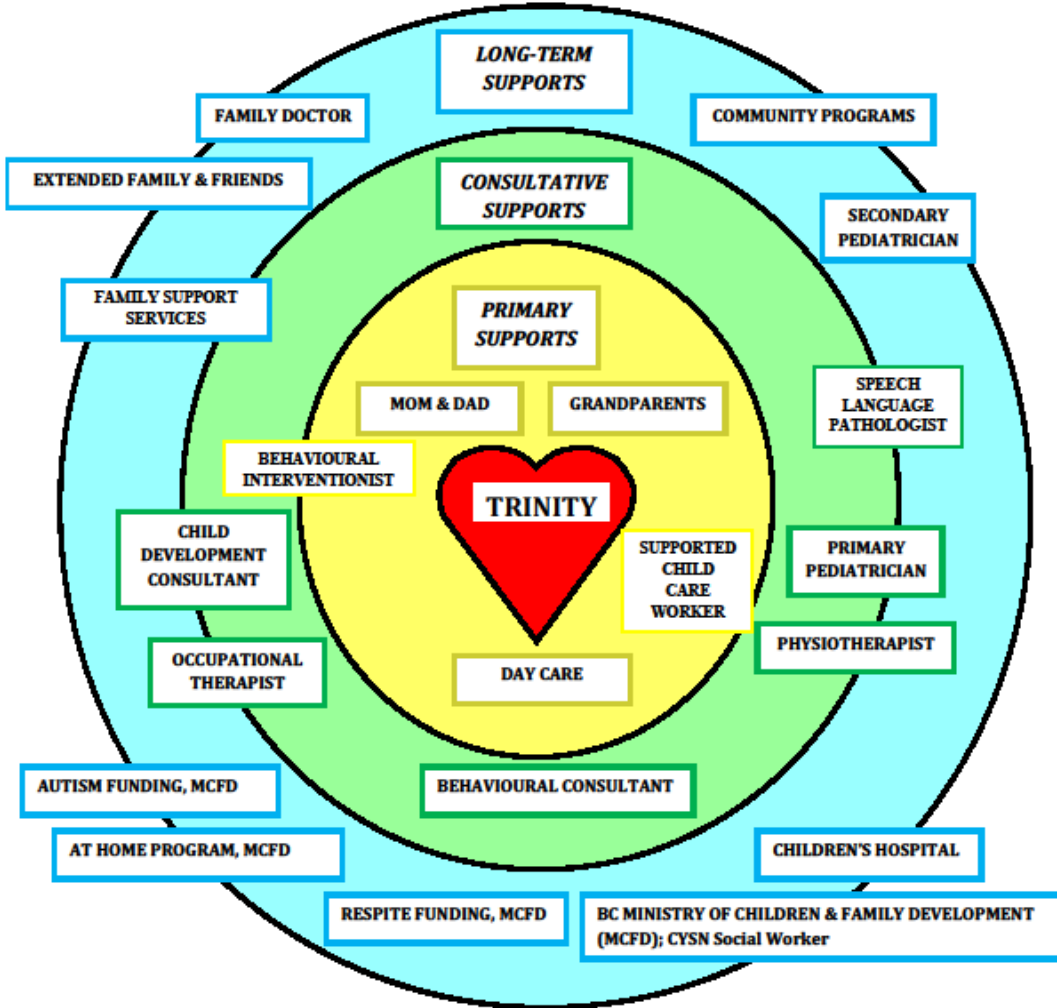 LONG-TERM
SUPPORTS
FAMILY DOCTOR
COMMUNITY PROGRAMS
EXTENDED FAMILY & FRIENDS
CONSULTATIVE
SUPPORTS
SECONDARY
PEDIATRICIAN
FAMILY SUPPORT
SERVICES
PRIMARY
SUPPORTS
MOM & DAD
GRANDPARENTS
SPEECH
LANGUAGE
PATHOLOGIST
BEHAVIOURAL
INTERVENTIONIST
TRINITY
CHILD
DEVELOPMENT
CONSULTANT
SUPPORTED
CHILD
CARE
WORKER
PRIMARY
PEDIATRICIAN
OCCUPATIONAL
THERAPIST
PHYSIOTHERAPIST
DAY CARE
AUTISM FUNDING, MCFD
BEHAVIOURAL CONSULTANT
AT HOME PROGRAM, MCFD
CHILDREN'S HOSPITAL
RESPITE FUNDING, MCFD
BC MINISTRY OF CHILDREN & FAMILY DEVELOPMENT
(MCFD); CYSN Social Worker